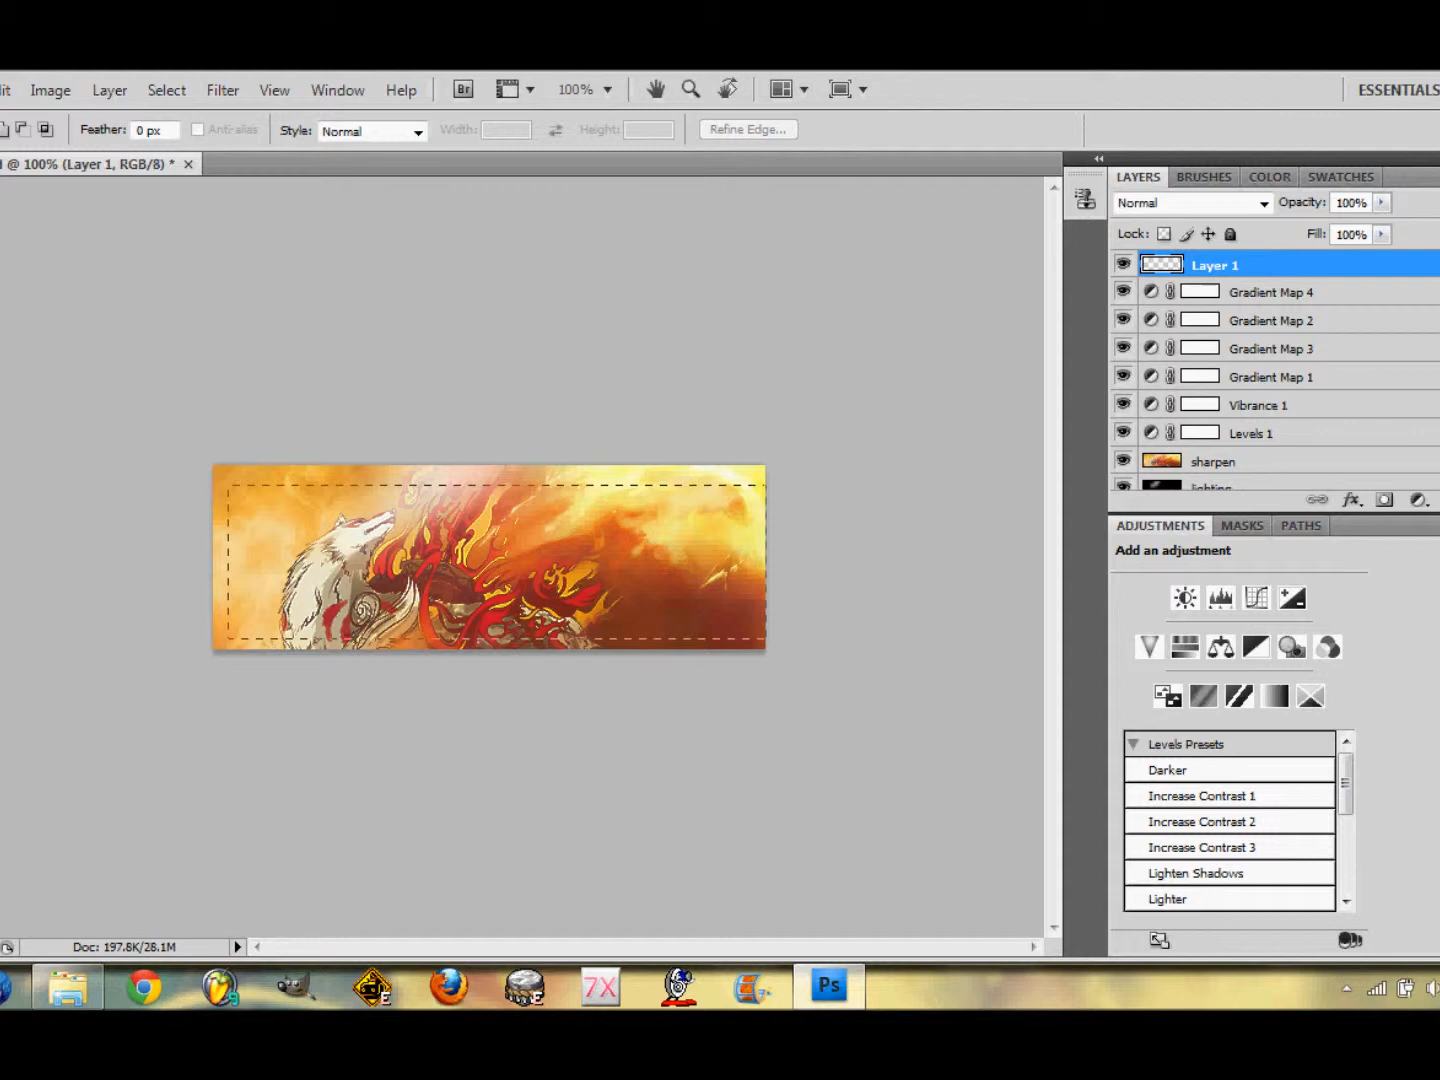 it Image Layer Select Filter View Window Help Br 100% ESSENTIALS
Feather: 0 px Anti-alias Style: Normal Width: Height: Refine Edge...
@ 100% (Layer 1, RGB/8) *
LAYERS BRUSHES COLOR SWATCHES
Normal Opacity: 100%
Lock: Fill: 100%
Layer 1
Gradient Map 4
Gradient Map 2
Gradient Map 3
Gradient Map 1
Vibrance 1
Levels 1
sharpen
lighting
fx.
ADJUSTMENTS MASKS PATHS
Add an adjustment
Levels Presets
Darker
Increase Contrast 1
Increase Contrast 2
Increase Contrast 3
Lighten Shadows
Lighter
Doc: 197.8K/28.1M
E E 7X Ps